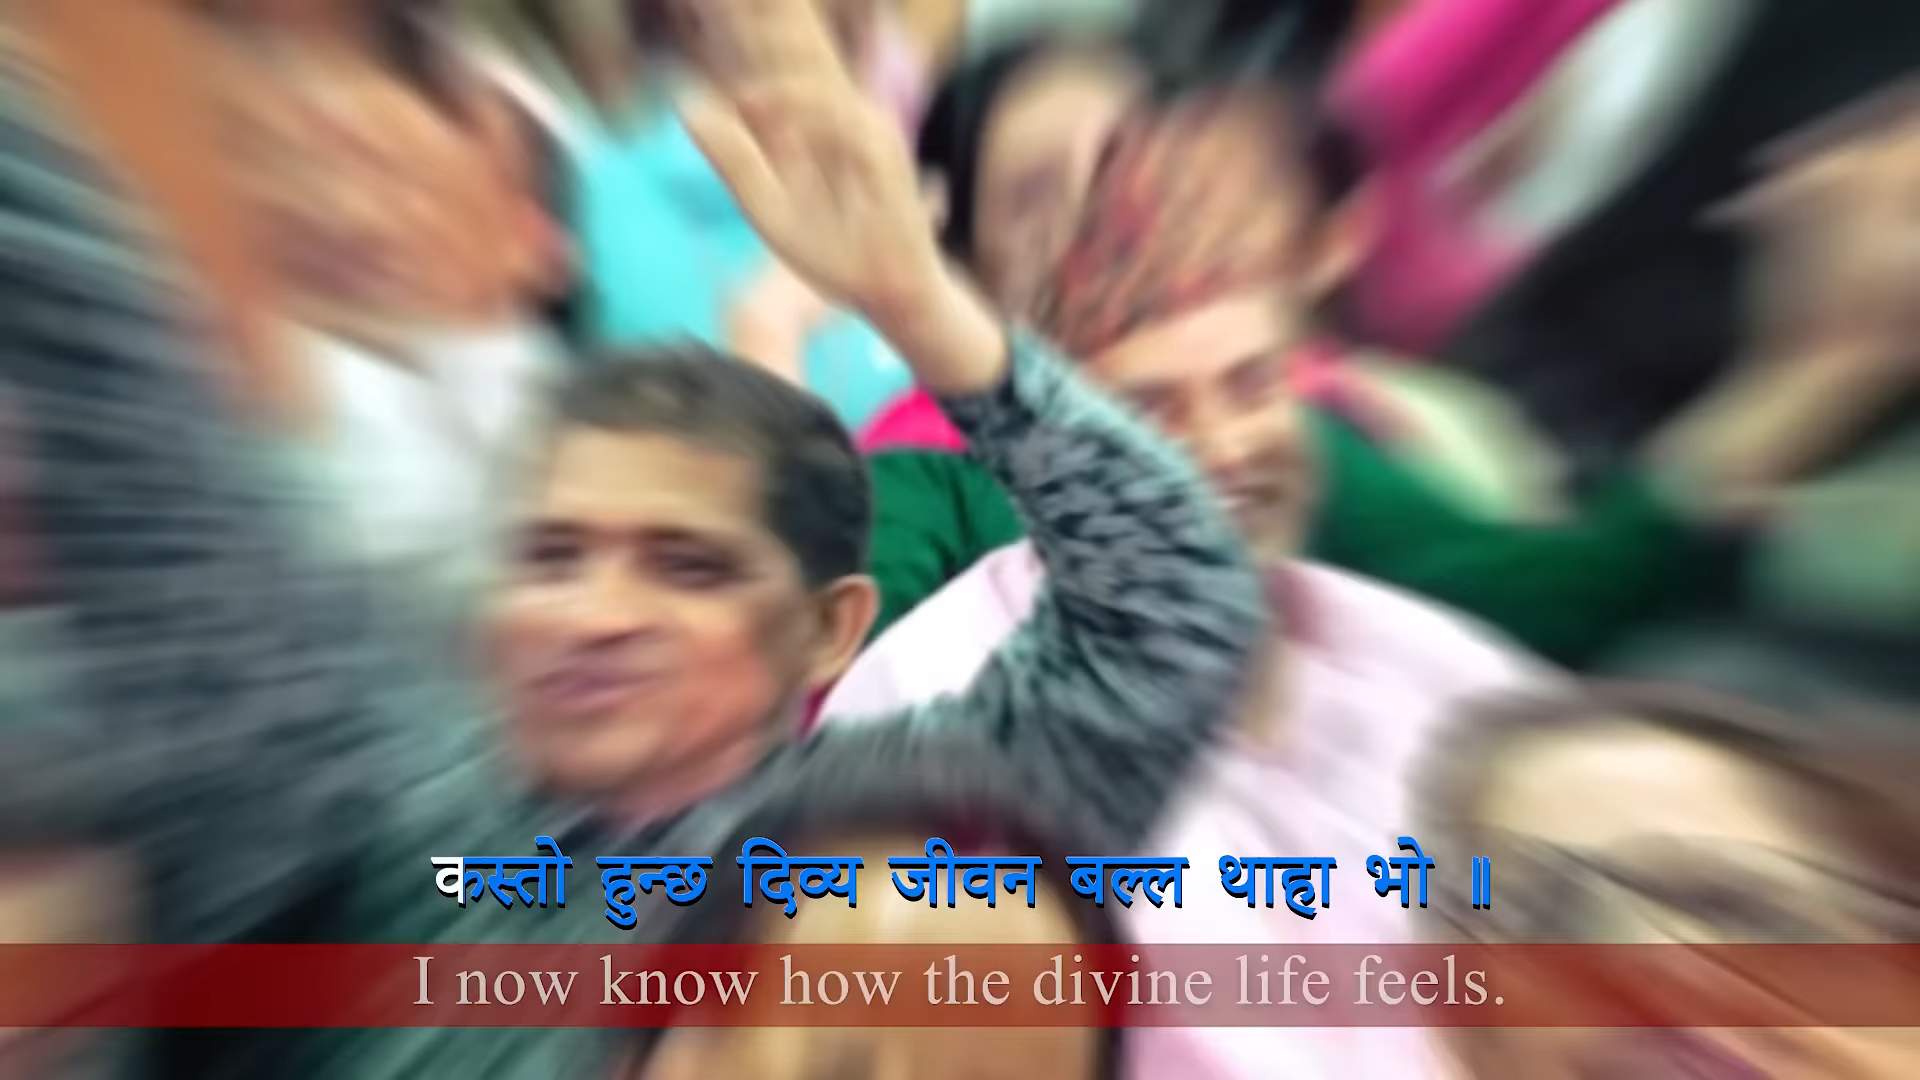 कस्तो हुन्छ दिव्य जीवन बल्ल थाहा भो ॥
I now know how the divine life feels.